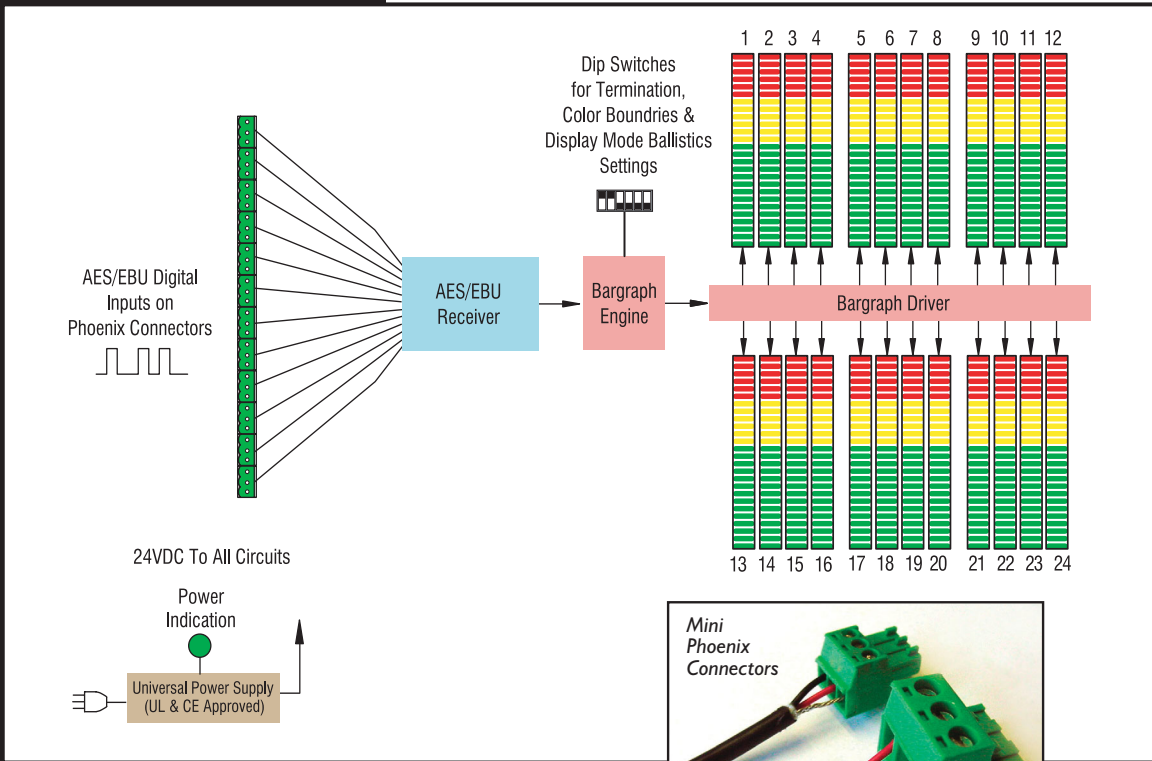 1 2 3 4 5 6 7 8 9 10 11 12
Dip Switches
for Termination,
Color Boundries &
Display Mode Ballistics
Settings
AES/EBU Digital
Inputs on
Phoenix Connectors
AES/EBU
Receiver
Bargraph
Engine
Bargraph Driver
13 14 15 16 17 18 19 20 21 22 23 24
24VDC To All Circuits
Power
Indication
Universal Power Supply
(UL & CE Approved)
Mini
Phoenix
Connectors